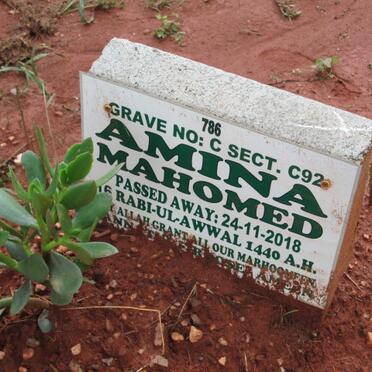 786
GRAVE NO: C SECT. C92
AMINA
MAHOMED
PASSED AWAY: 24-11-2018
16 RABI-UL-AWWAL 1440 A.H.
ALLAH GRANT ALL OUR MARHOOMEEN